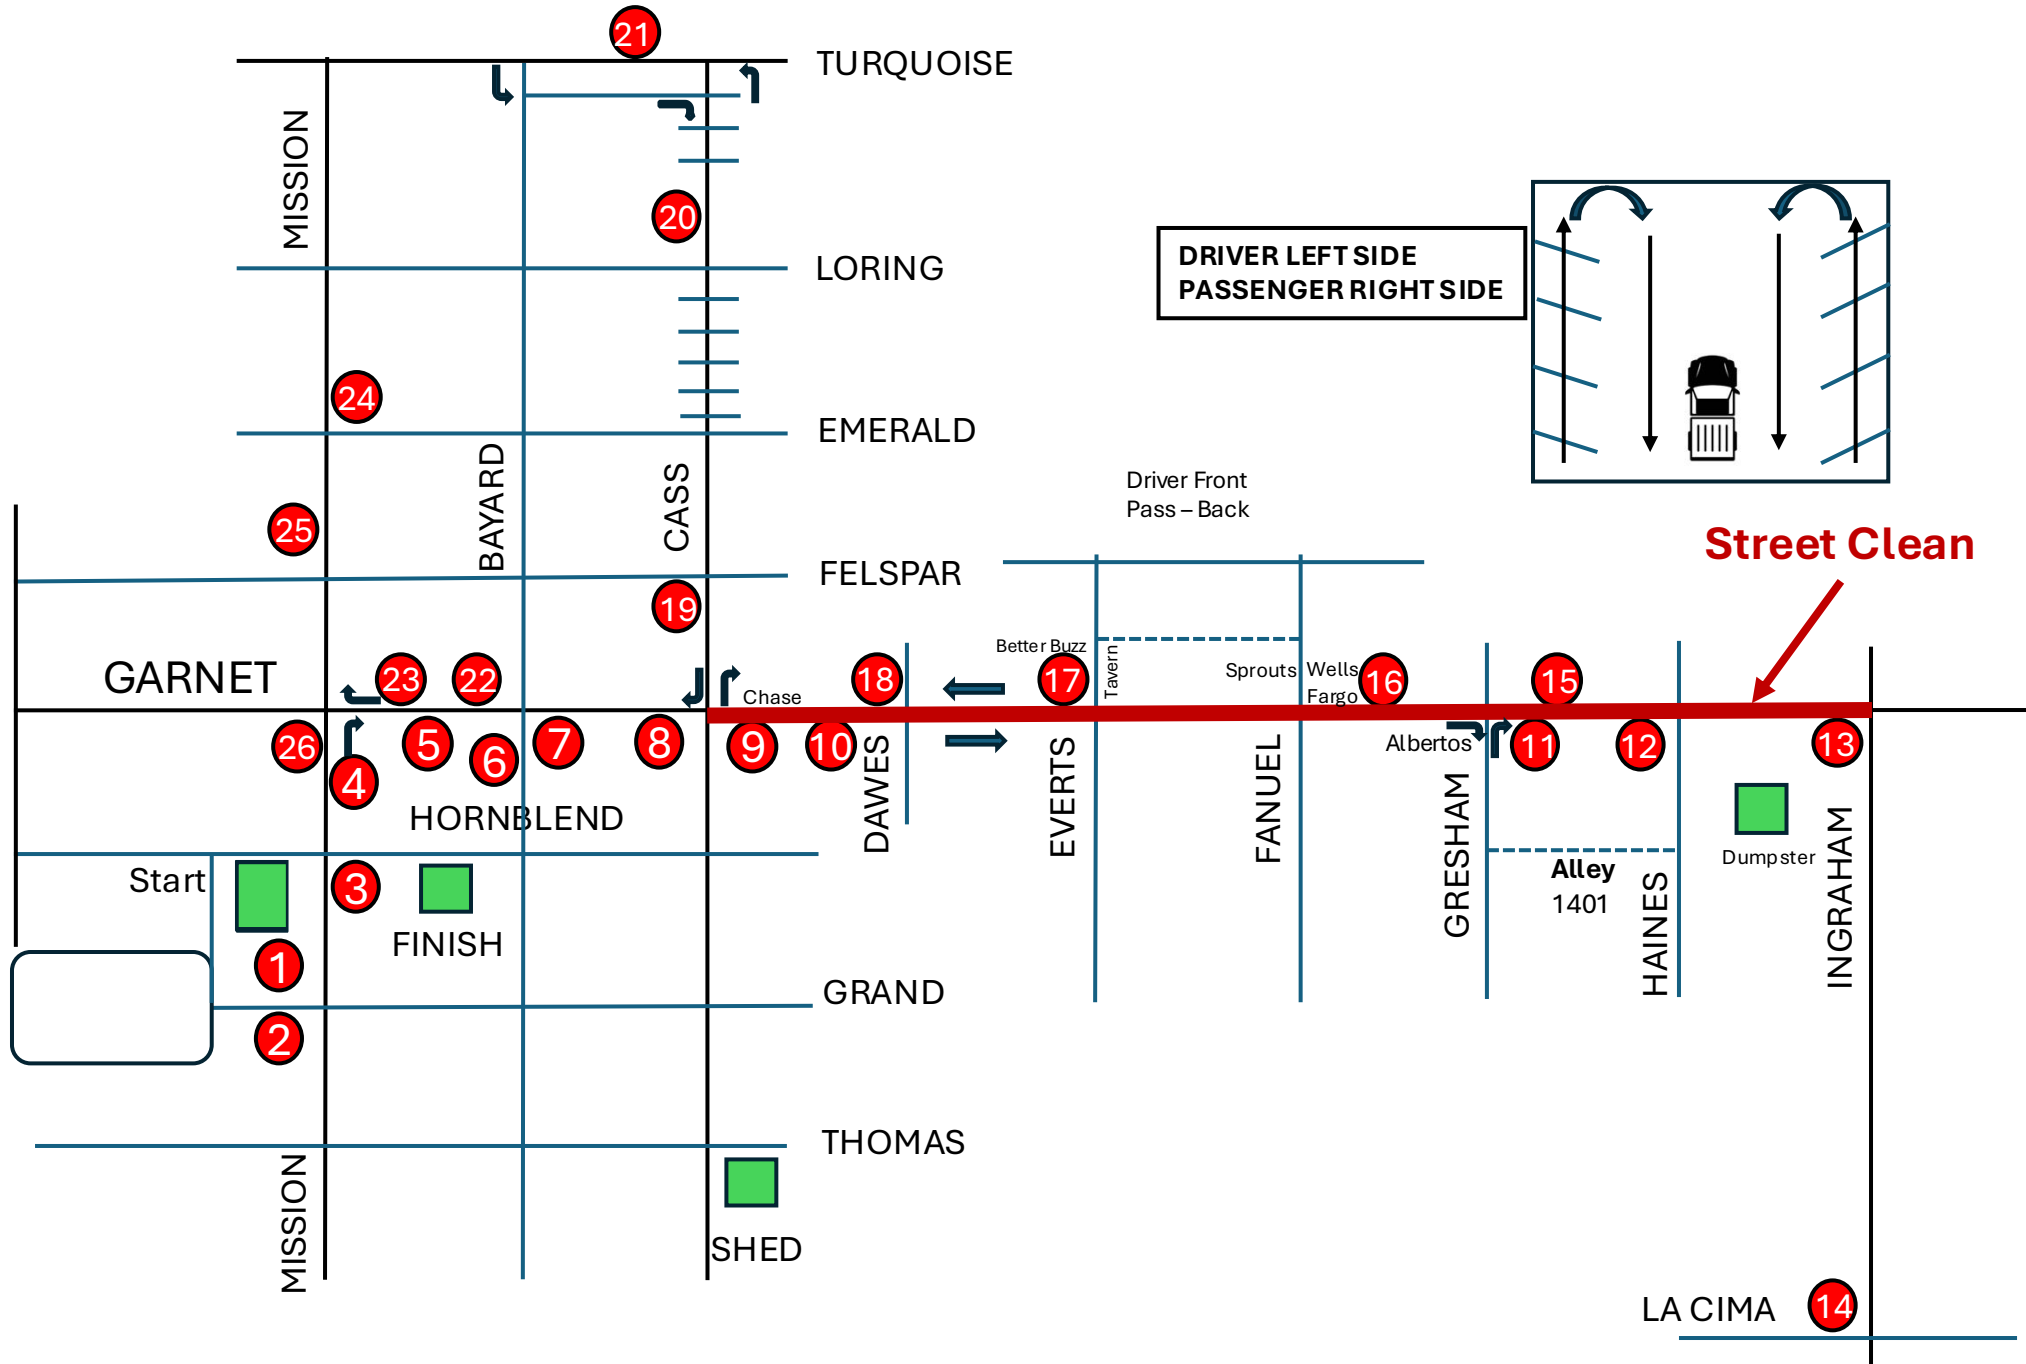 21
TURQUOISE
MISSION
20
LORING
DRIVER LEFT SIDE
PASSENGER RIGHT SIDE
24
EMERALD
BAYARD
CASS
25
Driver Front
Pass – Back
Street Clean
FELSPAR
19
GARNET
23
22
Chase
18
Better Buzz
17
Tavern
Sprouts
Wells
Fargo
16
15
26
4
5
6
7
8
9
10
DAWES
EVERTS
FANUEL
Albertos
11
12
13
HORNBLEND
GRESHAM
Alley
1401
HAINES
Dumpster
INGRAHAM
Start
3
FINISH
1
GRAND
2
THOMAS
MISSION
SHED
LA CIMA
14